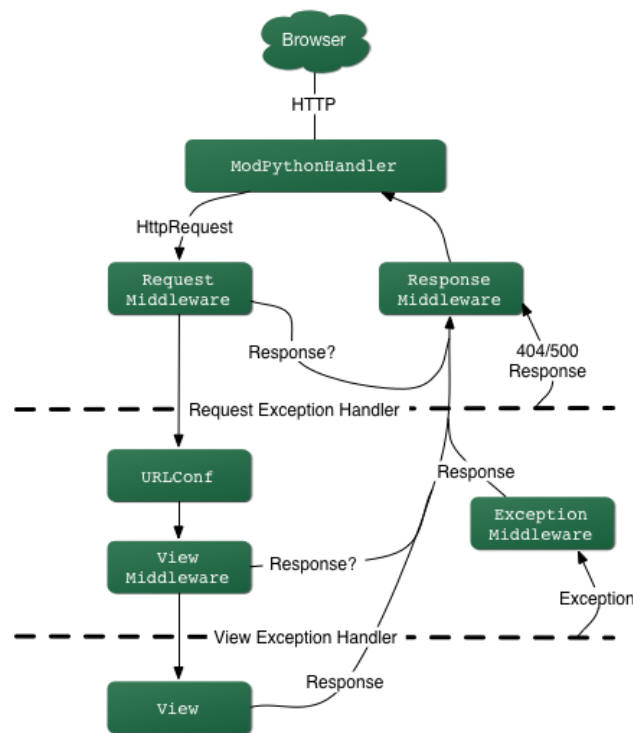 Browser
HTTP
ModPythonHandler
HttpRequest
Request
Middleware
Response
Middleware
Response?
404/500
Response
Request Exception Handler
URLConf
Response
Exception
Middleware
View
Middleware
Response?
Exception
View Exception Handler
Response
View